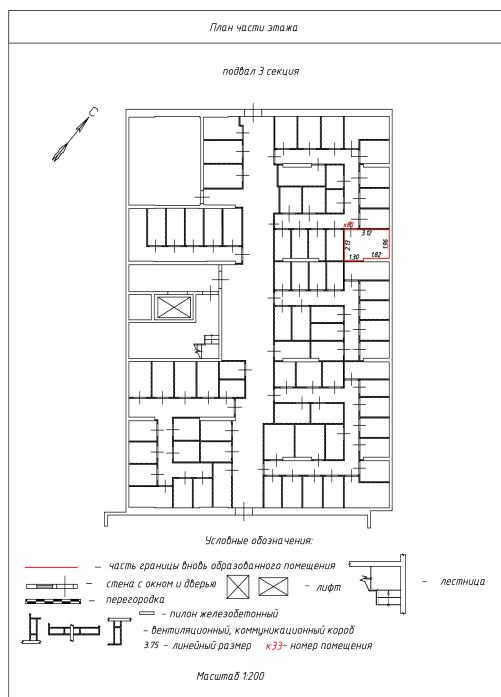 План части этажа
подвал 3 секция
С
3.12
2.13
1.96
1.30
1.82
Условные обозначения:
— часть границы вновь образованного помещения
— стена с окном и дверью
— лифт
— лестница
— перегородка
— пилон железобетонный
— вентиляционный, коммуникационный короб
3.75 — линейный размер к33— номер помещения
Масштаб 1:200